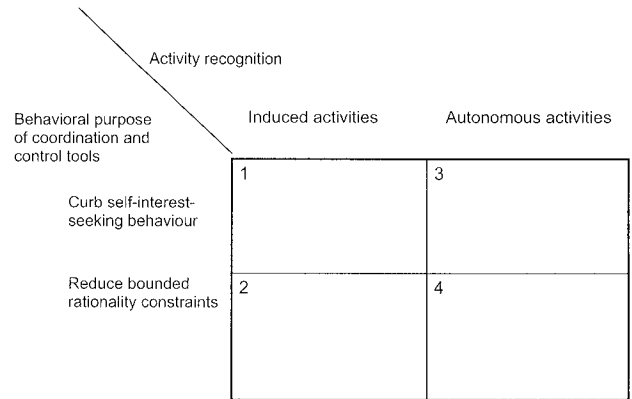 Activity recognition
Behavioral purpose
of coordination and
control tools
Induced activities
Autonomous activities
Curb self-interest-
seeking behaviour
1
3
Reduce bounded
rationality constraints
2
4